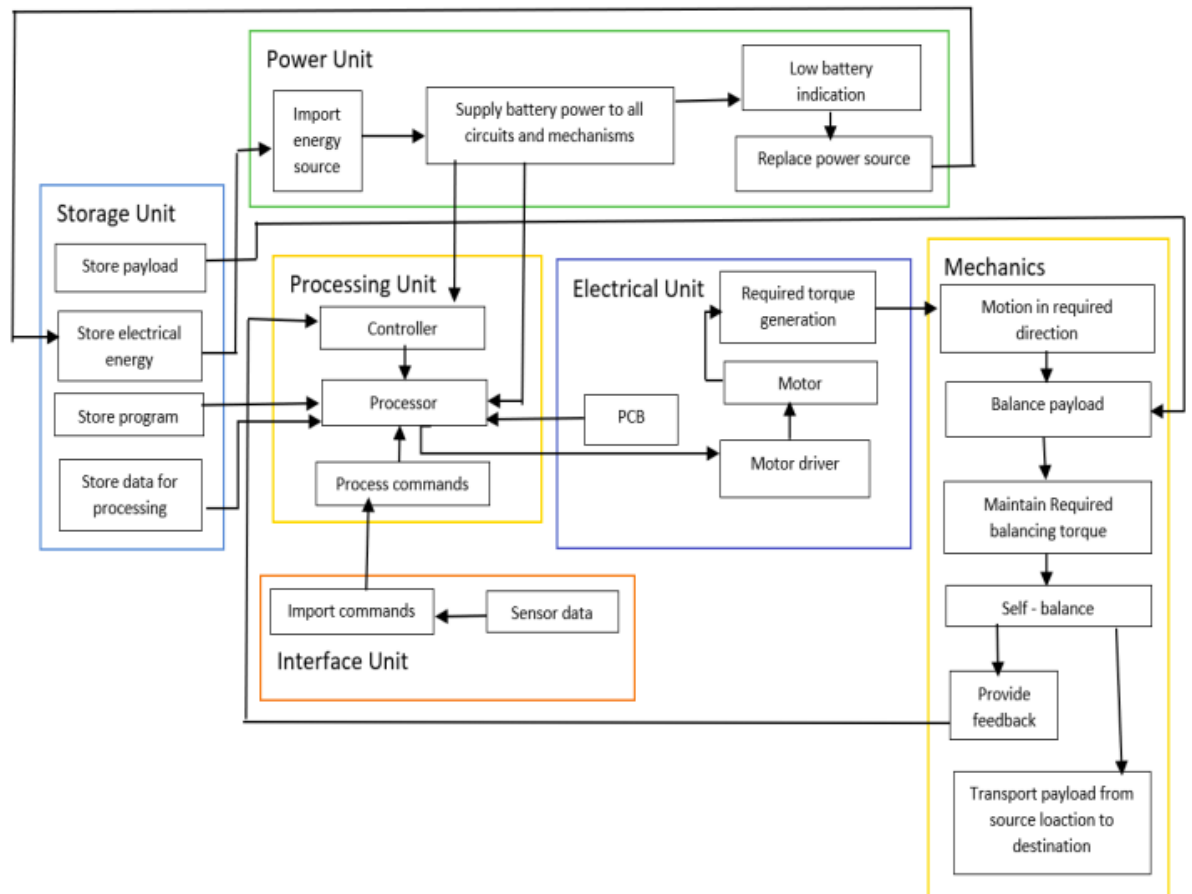 Power Unit
Import
energy
source
Supply battery power to all
circuits and mechanisms
Low battery
indication
Replace power source
Storage Unit
Store payload
Store electrical
energy
Store program
Store data for
processing
Processing Unit
Controller
Processor
Process commands
Electrical Unit
Required torque
generation
Motor
PCB
Motor driver
Mechanics
Motion in required
direction
Balance payload
Maintain Required
balancing torque
Self - balance
Provide
feedback
Transport payload from
source loaction to
destination
Import commands
Sensor data
Interface Unit